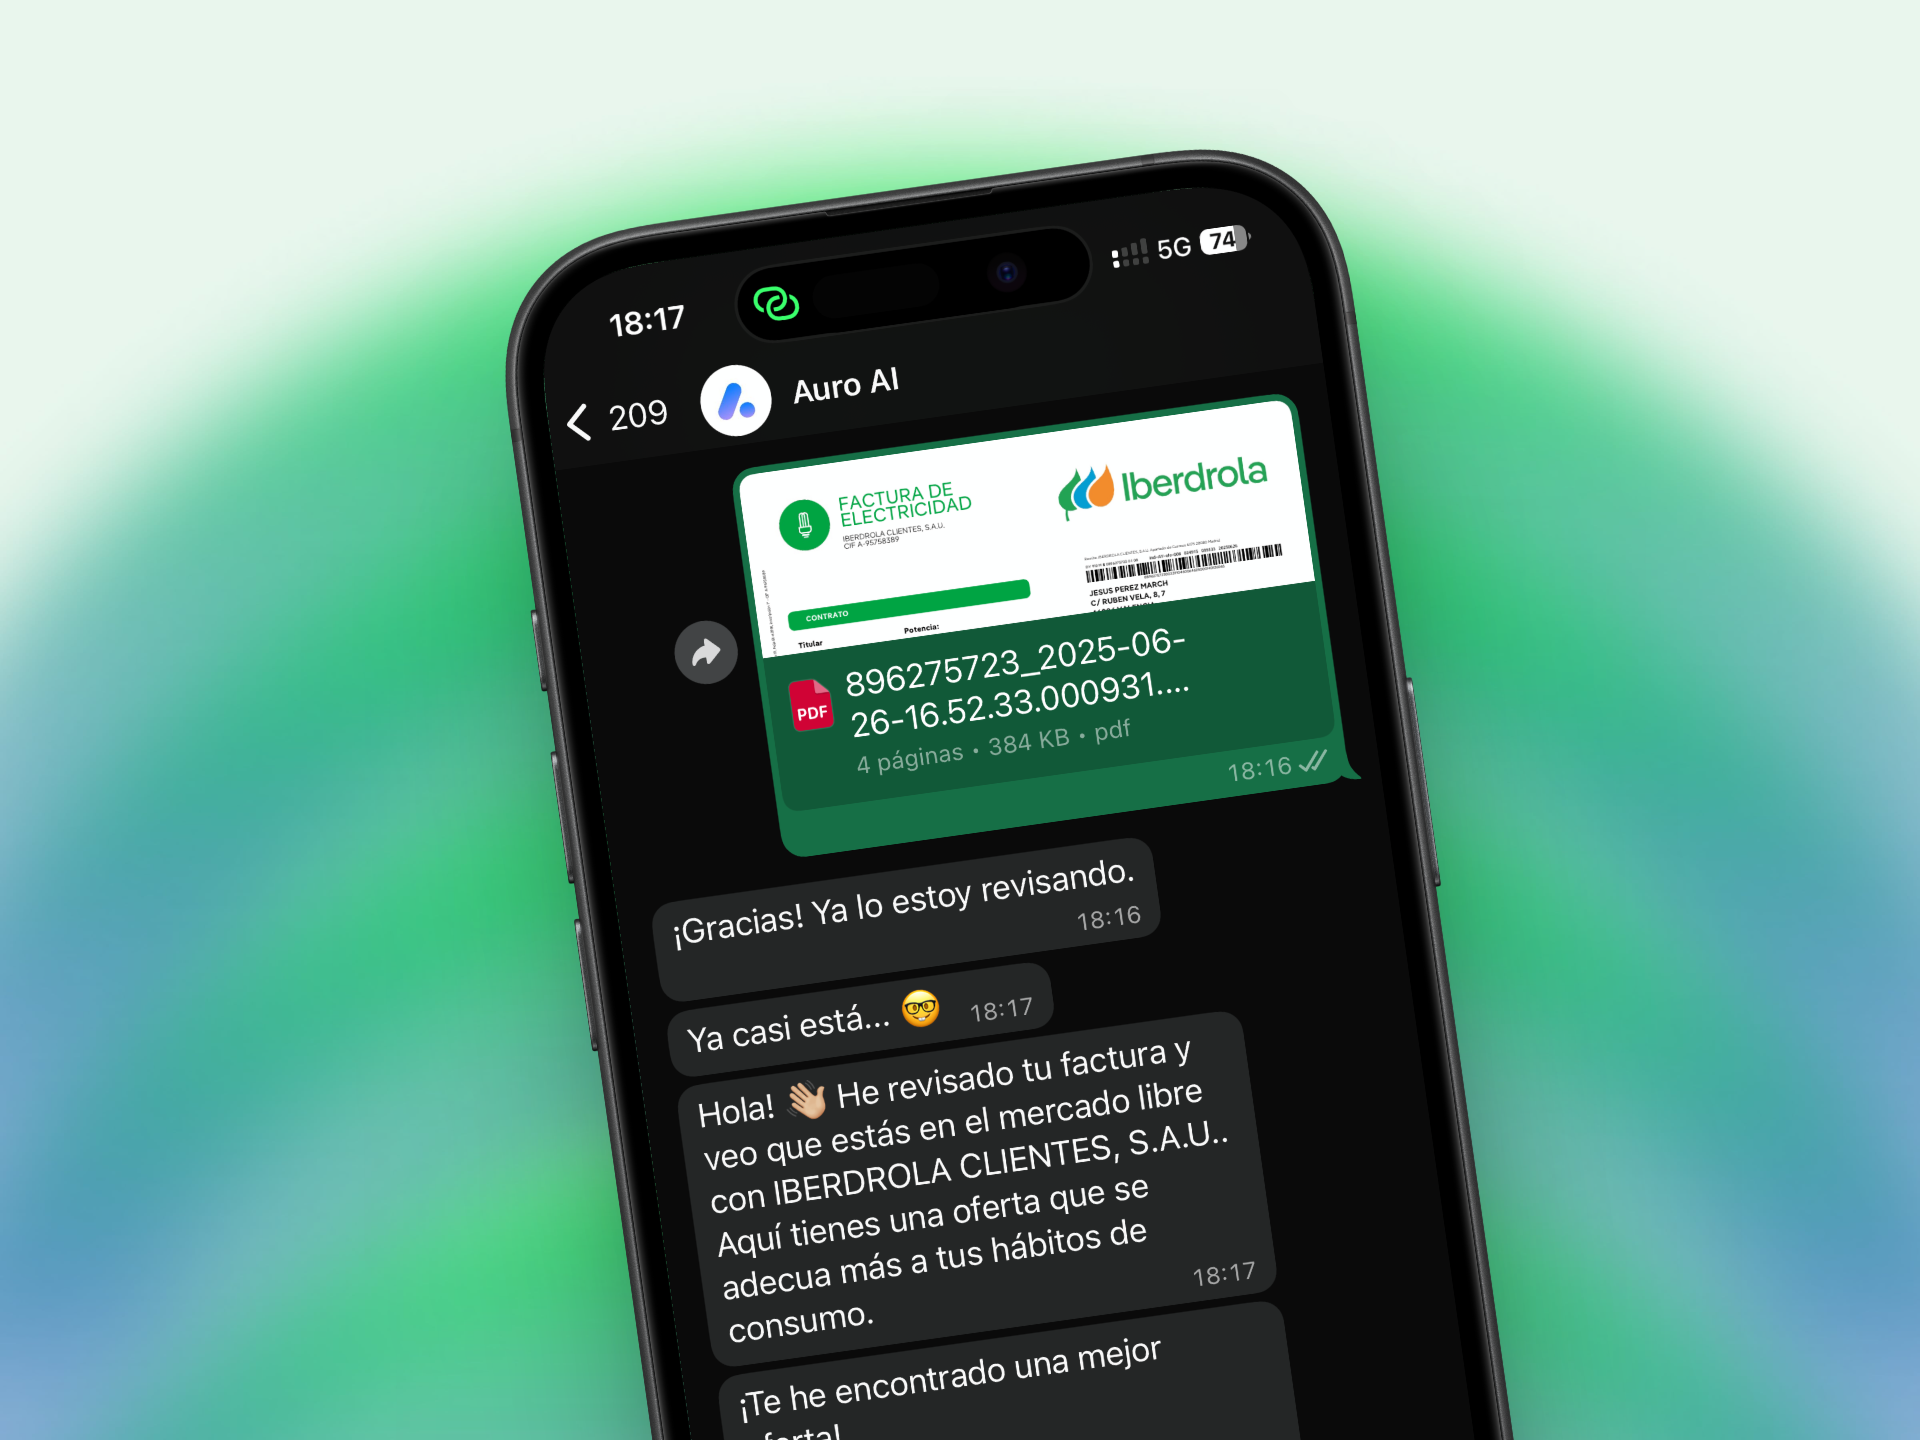 18:17
5G 74
209
Auro AI
FACTURA DE
ELECTRICIDAD
IBERDROLA CLIENTES, S.A.U.
CIF A-95758389
Iberdrola
CONTRATO
Titular
Potencia:
JESUS PEREZ MARCH
C/ RUBEN VELA, 8, 7
PDF
896275723_2025-06-
26-16.52.33.000931....
4 páginas • 384 KB • pdf
18:16
¡Gracias! Ya lo estoy revisando.
18:16
Ya casi está... 🤓 18:17
Hola! 👋🏼 He revisado tu factura y
veo que estás en el mercado libre
con IBERDROLA CLIENTES, S.A.U..
Aquí tienes una oferta que se
adecua más a tus hábitos de
consumo.
18:17
¡Te he encontrado una mejor